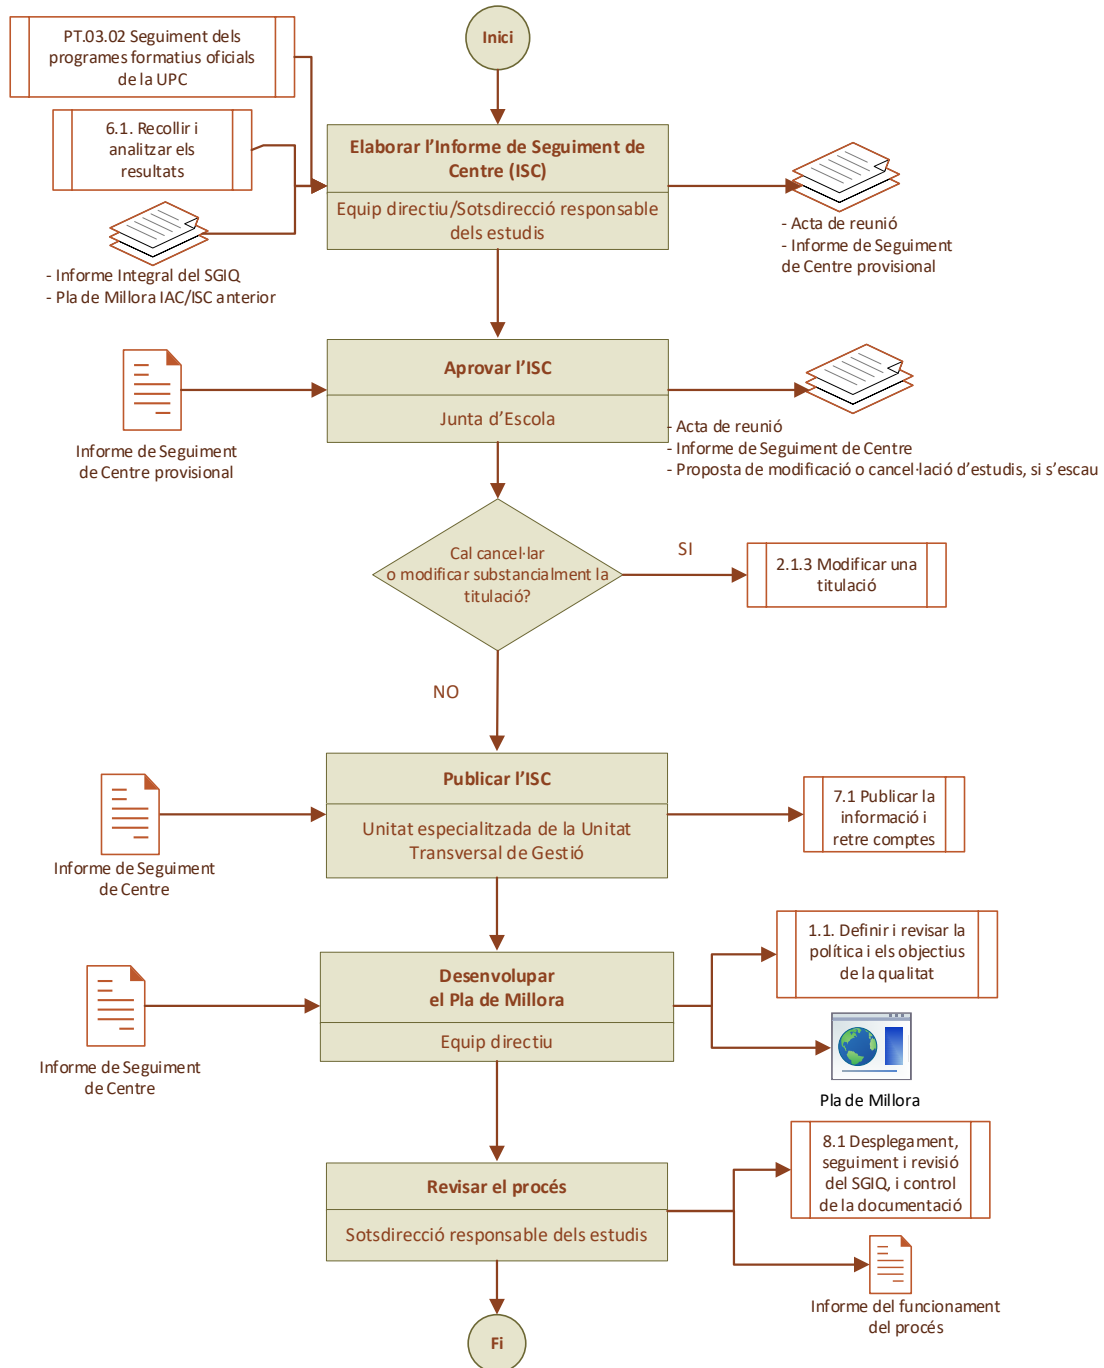 Inici
PT.03.02 Seguiment dels
programes formatius oficials
de la UPC
6.1. Recollir i
analitzar els
resultats
- Informe Integral del SGIQ
- Pla de Millora IAC/ISC anterior
Elaborar l’Informe de Seguiment de
Centre (ISC)
Equip directiu/Sotsdirecció responsable
dels estudis
- Acta de reunió
- Informe de Seguiment
de Centre provisional
Informe de Seguiment
de Centre provisional
Aprovar l’ISC
Junta d’Escola
- Acta de reunió
- Informe de Seguiment de Centre
- Proposta de modificació o cancel·lació d’estudis, si s’escau
Cal cancel·lar
o modificar substancialment la
titulació?
SI
2.1.3 Modificar una
titulació
NO
Informe de Seguiment
de Centre
Publicar l’ISC
Unitat especialitzada de la Unitat
Transversal de Gestió
7.1 Publicar la
informació i
retre comptes
Informe de Seguiment
de Centre
Desenvolupar
el Pla de Millora
Equip directiu
1.1. Definir i revisar la
política i els objectius
de la qualitat
Pla de Millora
Revisar el procés
Sotsdirecció responsable dels estudis
8.1 Desplegament,
seguiment i revisió
del SGIQ, i control
de la documentació
Informe del funcionament
del procés
Fi